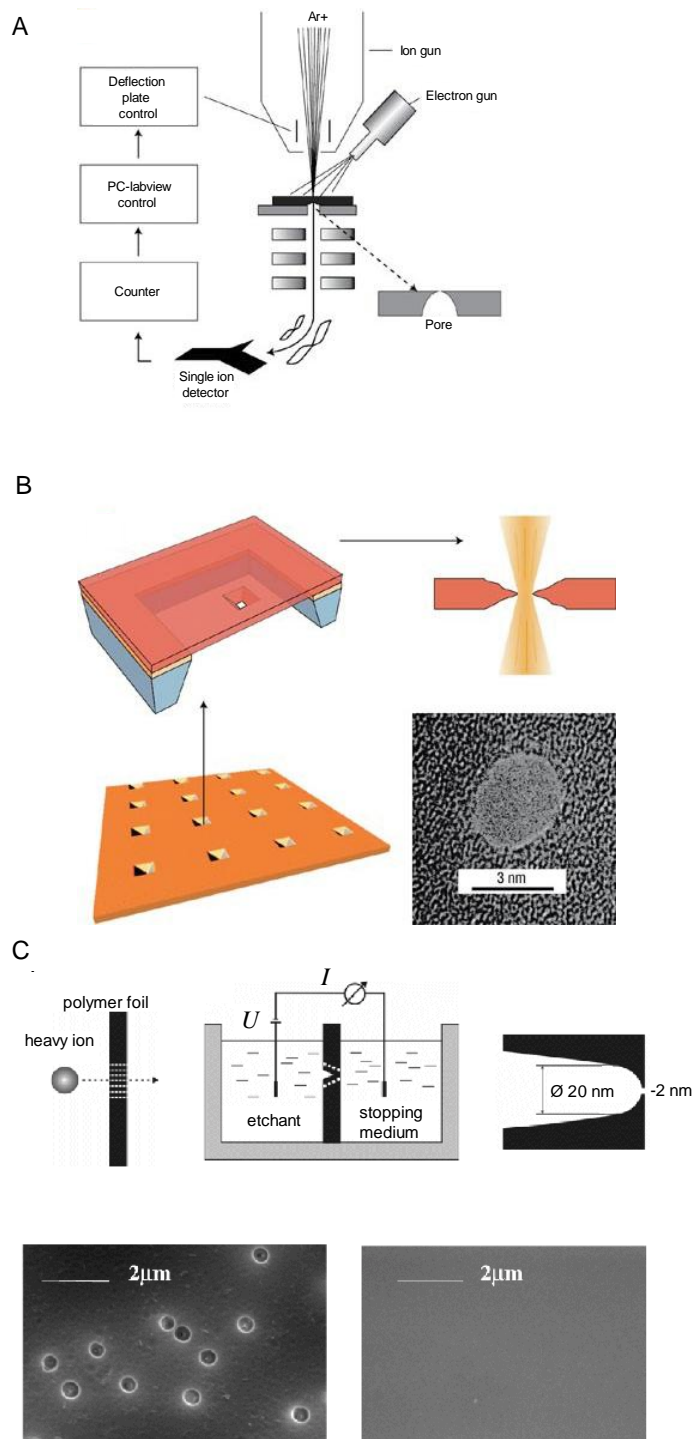 A
Ar+
Ion gun
Electron gun
Deflection
plate
control
PC-labview
control
Counter
Single ion
detector
Pore
B
3 nm
C
polymer foil
heavy ion
I
U
etchant
stopping
medium
Ø 20 nm
-2 nm
2μm
2μm